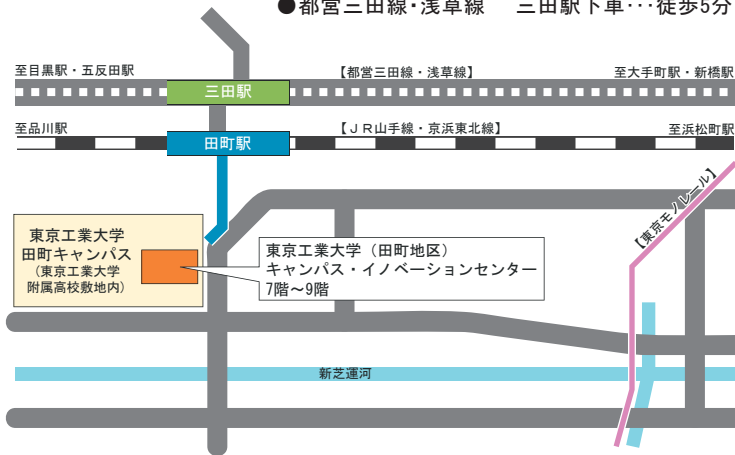 ●都営三田線・浅草線　三田駅下車･･･徒歩5分
至目黒駅・五反田駅
【都営三田線・浅草線】
至大手町駅・新橋駅
三田駅
至品川駅
【ＪＲ山手線・京浜東北線】
至浜松町駅
田町駅
【東京モノレール】
東京工業大学
田町キャンパス
（東京工業大学
附属高校敷地内）
東京工業大学（田町地区）
キャンパス・イノベーションセンター
7階～9階
新芝運河